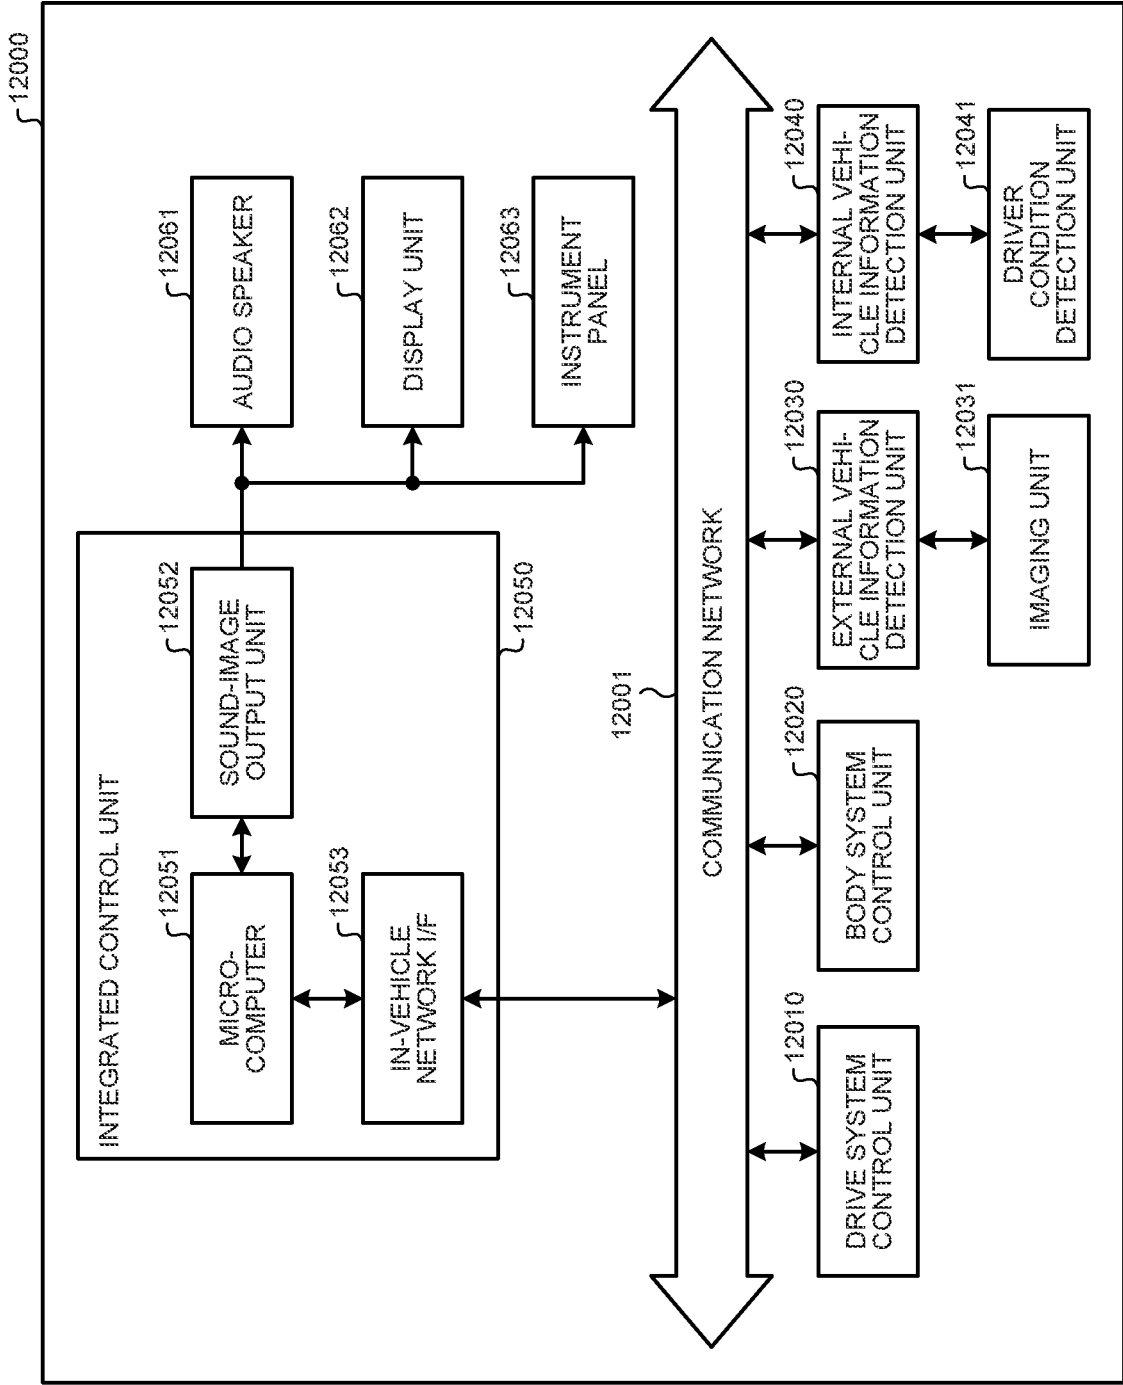 12000
INTEGRATED CONTROL UNIT
12051
MICRO-
COMPUTER
12052
SOUND-IMAGE
OUTPUT UNIT
12061
AUDIO SPEAKER
12053
IN-VEHICLE
NETWORK I/F
12062
DISPLAY UNIT
12050
12063
INSTRUMENT
PANEL
12001
COMMUNICATION NETWORK
12010
DRIVE SYSTEM
CONTROL UNIT
12020
BODY SYSTEM
CONTROL UNIT
12030
EXTERNAL VEHI-
CLE INFORMATION
DETECTION UNIT
12040
INTERNAL VEHI-
CLE INFORMATION
DETECTION UNIT
12031
IMAGING UNIT
12041
DRIVER
CONDITION
DETECTION UNIT